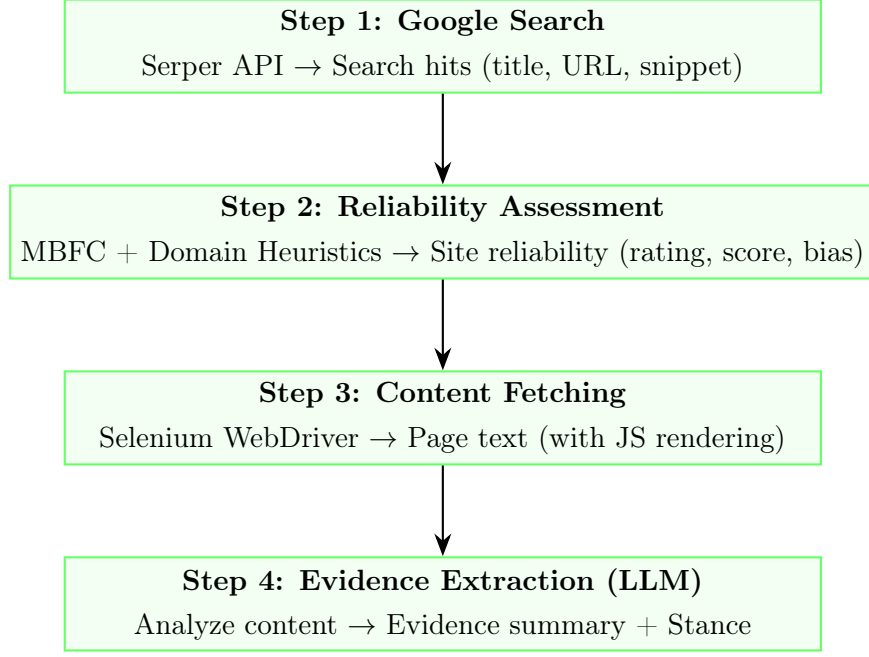 Step 1: Google Search
Serper API → Search hits (title, URL, snippet)
Step 2: Reliability Assessment
MBFC + Domain Heuristics → Site reliability (rating, score, bias)
Step 3: Content Fetching
Selenium WebDriver → Page text (with JS rendering)
Step 4: Evidence Extraction (LLM)
Analyze content → Evidence summary + Stance